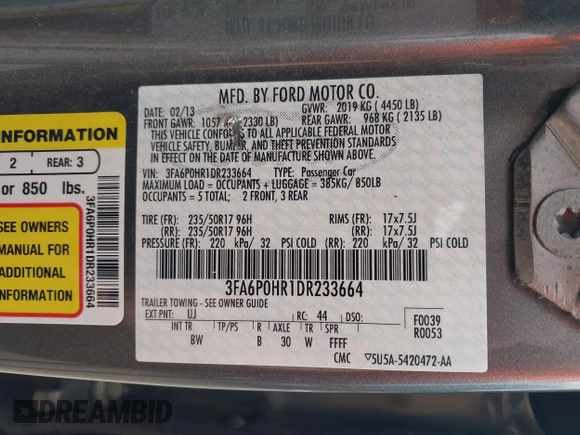 MFD. BY FORD MOTOR CO.
DATE: 02/13 GVWR: 2019 KG ( 4450 LB)
FRONT GAWR: 1057 2330 LB) REAR GAWR: 968 KG ( 2135 LB)
THIS VEHICLE CONFORMS TO ALL APPLICABLE FEDERAL MOTOR
VEHICLE SAFETY, BUMPER, AND THEFT PREVENTION STANDARDS
IN EFFECT ON THE DATE OF MANUFACTURE SHOWN ABOVE.
VIN: 3FA6P0HR1DR233664 TYPE: Passenger Car
MAXIMUM LOAD = OCCUPANTS + LUGGAGE = 385KG/850LB
OCCUPANTS = 5 TOTAL; 2 FRONT, 3 REAR
TIRE (FR): 235/50R17 96H RIMS (FR): 17x7.5J
(RR): 235/50R17 96H (RR): 17x7.5J
PRESSURE (FR): 220 kPa/ 32 PSI COLD (RR): 220 kPa/ 32 PSI COLD
3FA6P0HR1DR233664
TRAILER TOWING - SEE OWNER GUIDE
EXT PNT: UJ RC: 44 DSO:
INT TR TP/PS R AXLE TR SPR
BW B 30 W FFFF
F0039
R0053
CMC ▽5U5A-5420472-AA
INFORMATION
2 REAR: 3
or 850 lbs.
SEE OWNERS
MANUAL FOR
ADDITIONAL
INFORMATION
3FA6P0HR1DR233664
DREAMBID